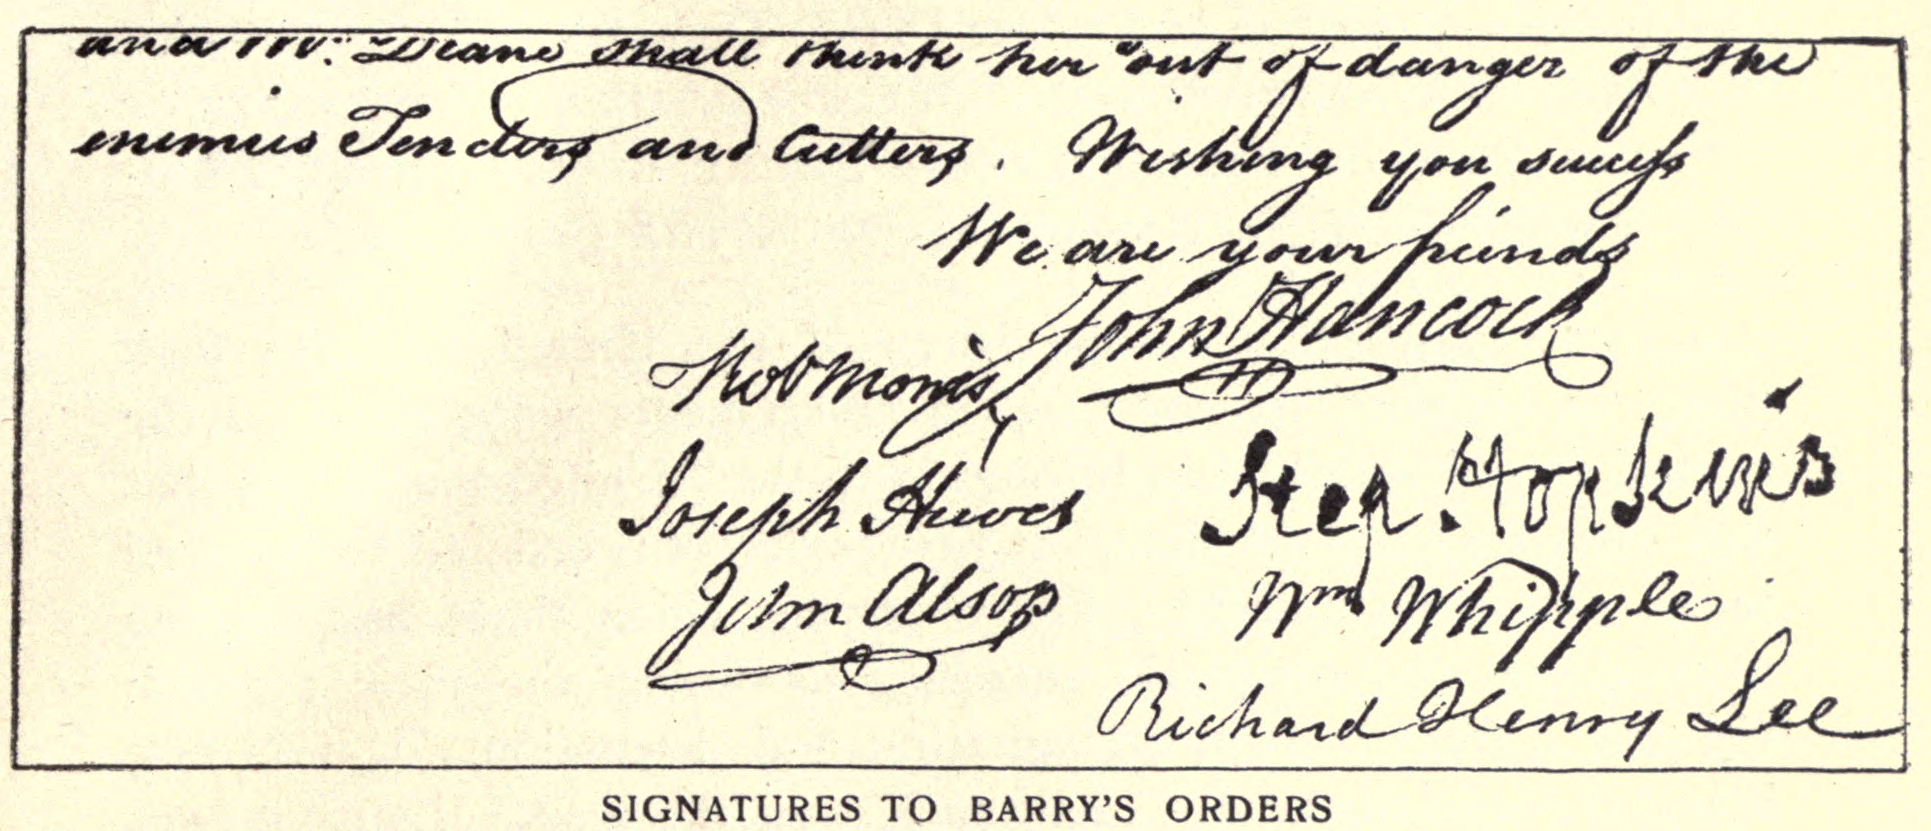 and Mr. Deane shall think her out of danger of the
enemies Tenders and Cutters. Wishing you success
We are your friends
John Hancock
Rob Morris
Joseph Hewes
Step. Hopkins
John Alsop
Wm Whipple
Richard Henry Lee
SIGNATURES TO BARRY'S ORDERS